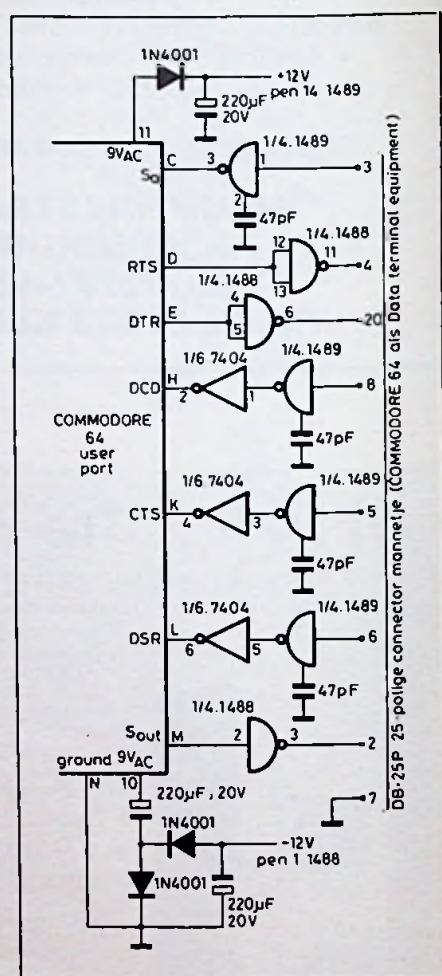 1N4001
+12V
pen 14 1489
220µF
20V
11
9VAC
1/4.1489
C
3
1
3
2
47pF
1/4.1488
RTS
D
12
11
4
13
1/4.1488
DTR
E
4
6
20
5
1/4.1489
1/6.7404
DCD
H
2
1
8
COMMODORE
64
user
port
47pF
1/4.1489
1/6.7404
CTS
K
4
3
5
47pF
1/4.1489
1/6.7404
DSR
L
6
5
6
47pF
1/4.1488
Sout
M
2
3
2
ground
9VAC
N
10
7
220µF, 20V
1N4001
-12V
pen 1 1488
1N4001
220µF
20V
DB-25P 25-polige connector mannetje (COMMODORE 64 als Data terminal equipment)